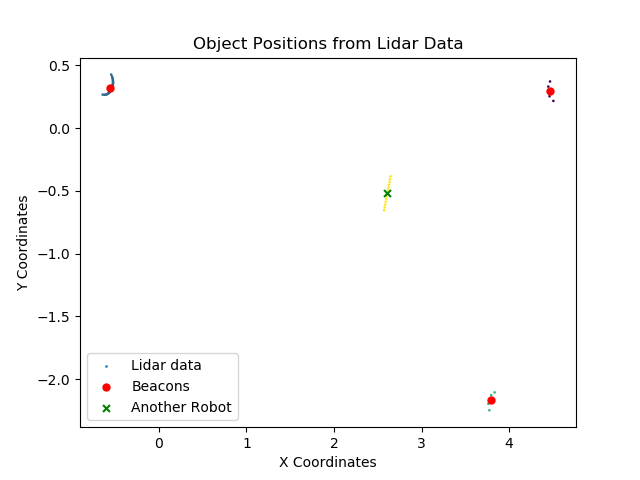 Object Positions from Lidar Data
0.5
0.0
−0.5
−1.0
−1.5
−2.0
Y Coordinates
Lidar data
Beacons
Another Robot
0 1 2 3 4
X Coordinates